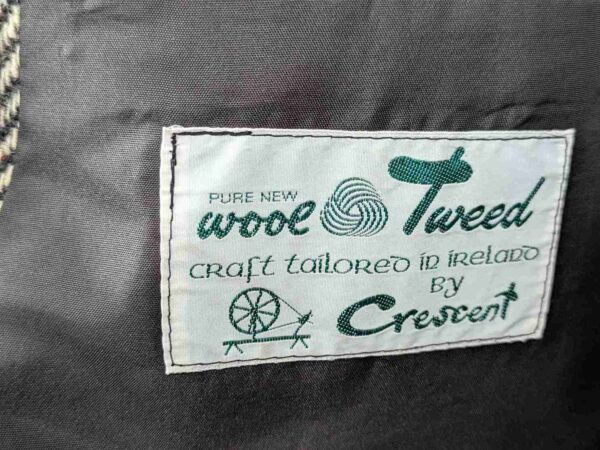 PURE NEW
wool Tweed
craft tailored in ireland
BY
Crescent